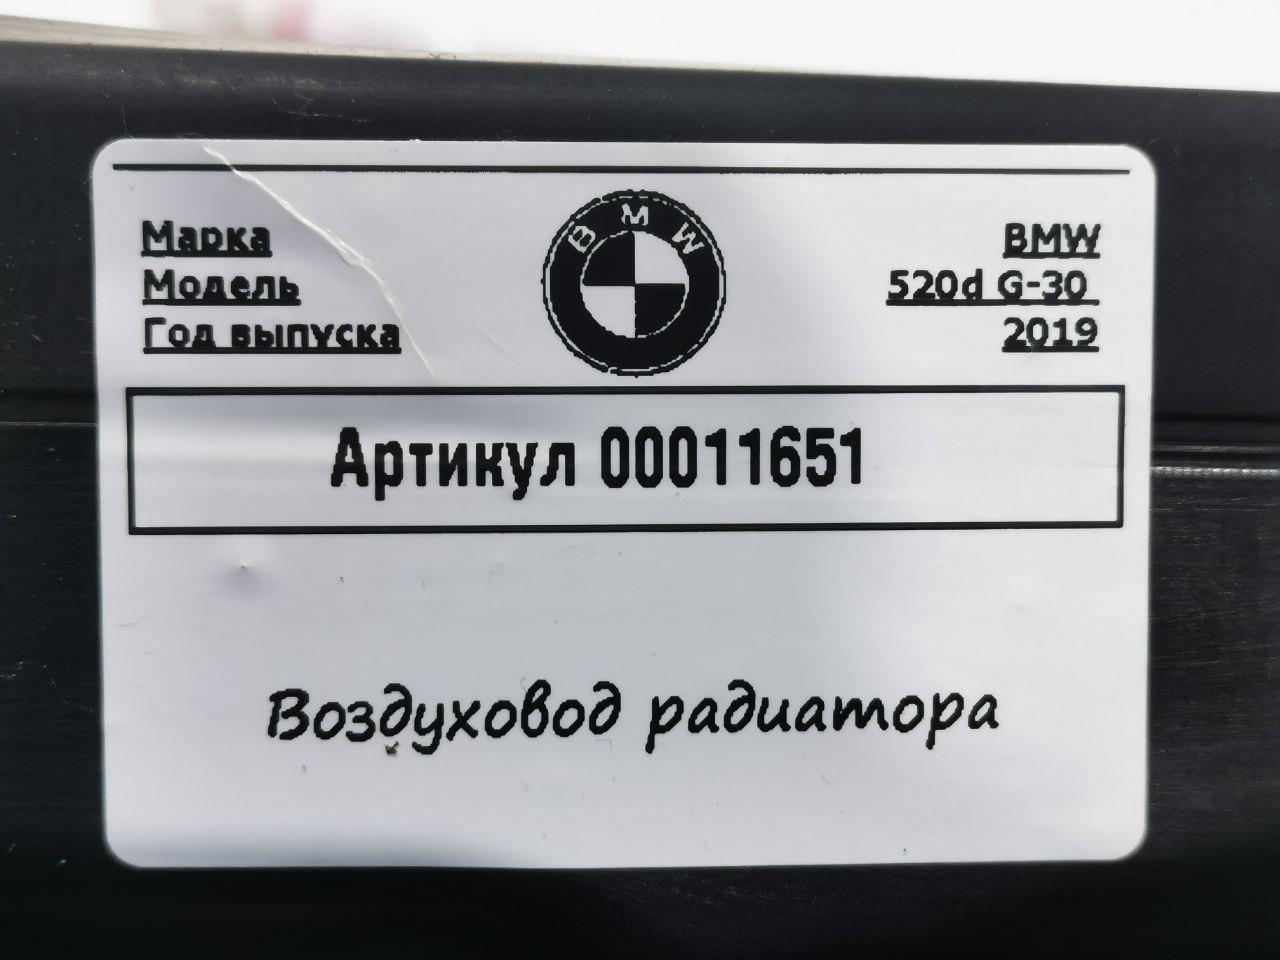 Марка BMW
Модель 520d G-30
Год выпуска 2019
BMW
Артикул 00011651
Воздуховод радиатора